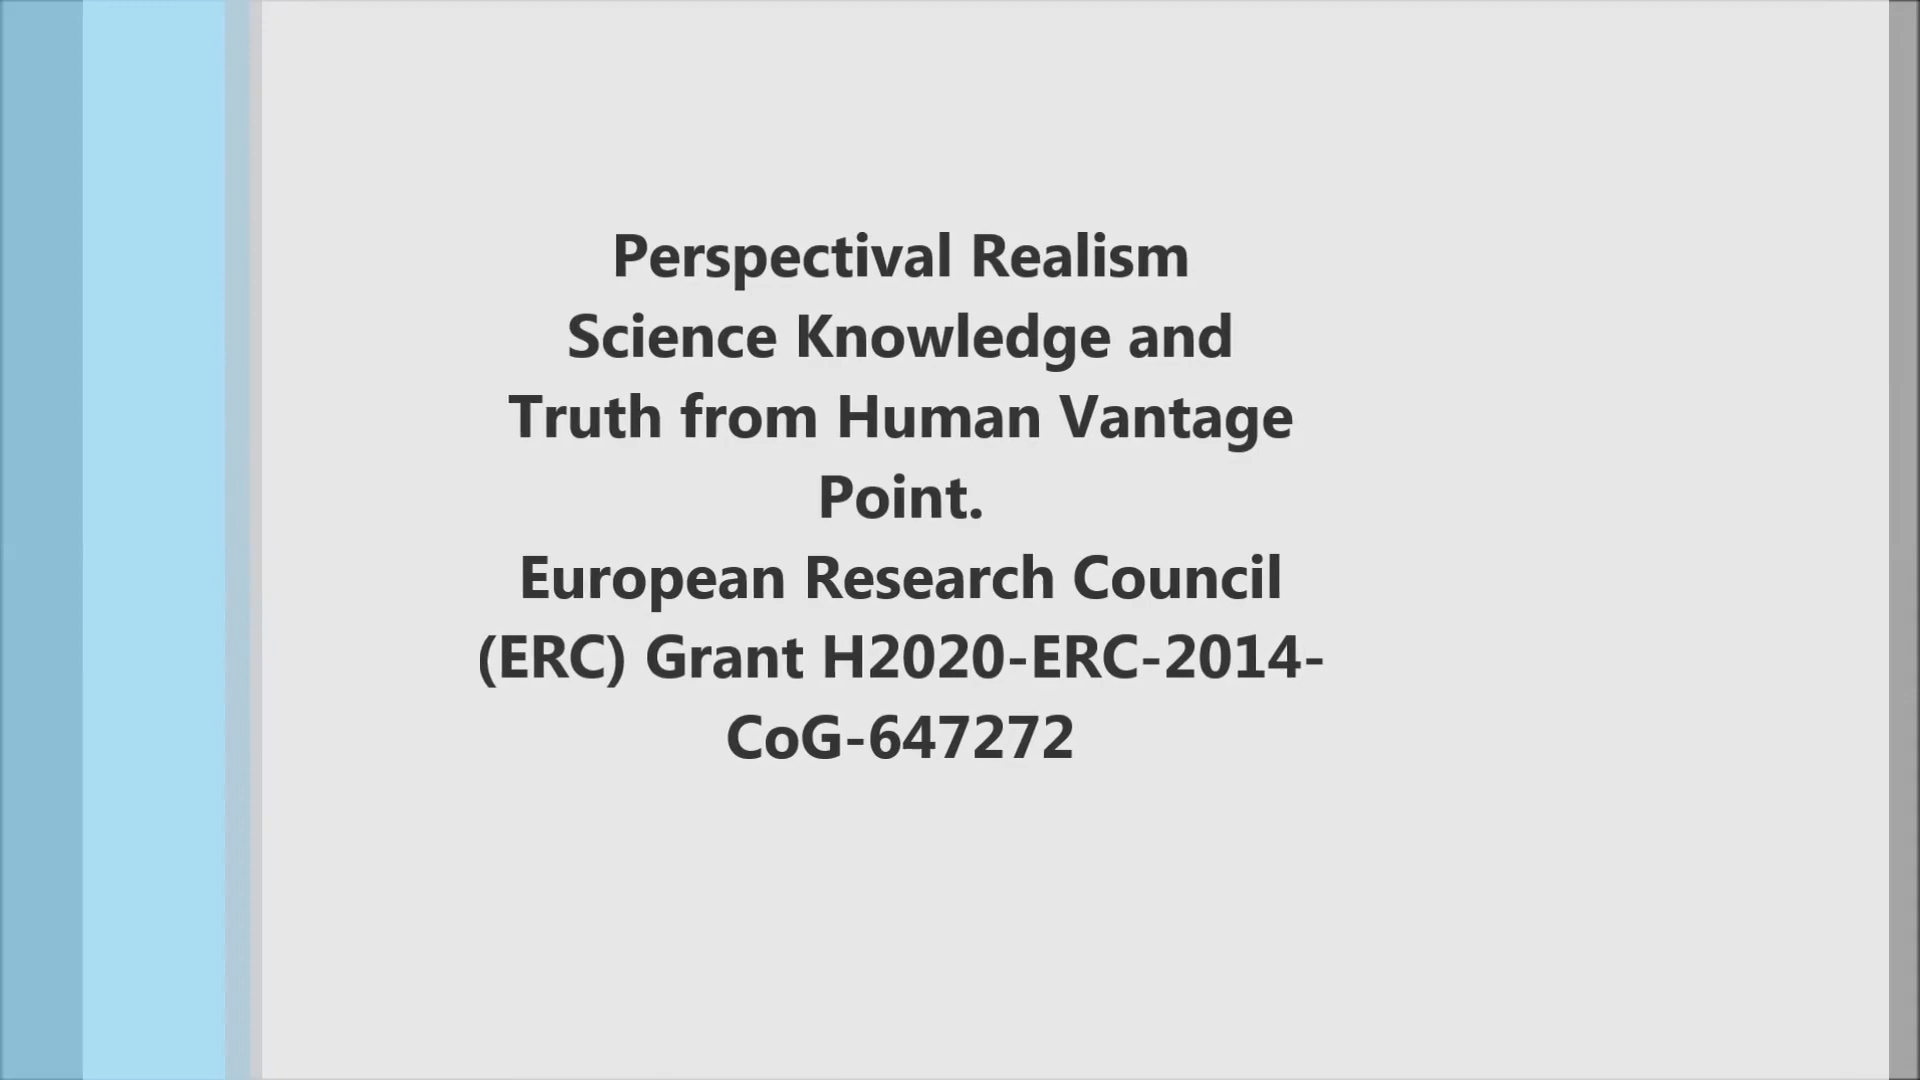 Perspectival Realism
Science Knowledge and
Truth from Human Vantage
Point.
European Research Council
(ERC) Grant H2020-ERC-2014-
CoG-647272